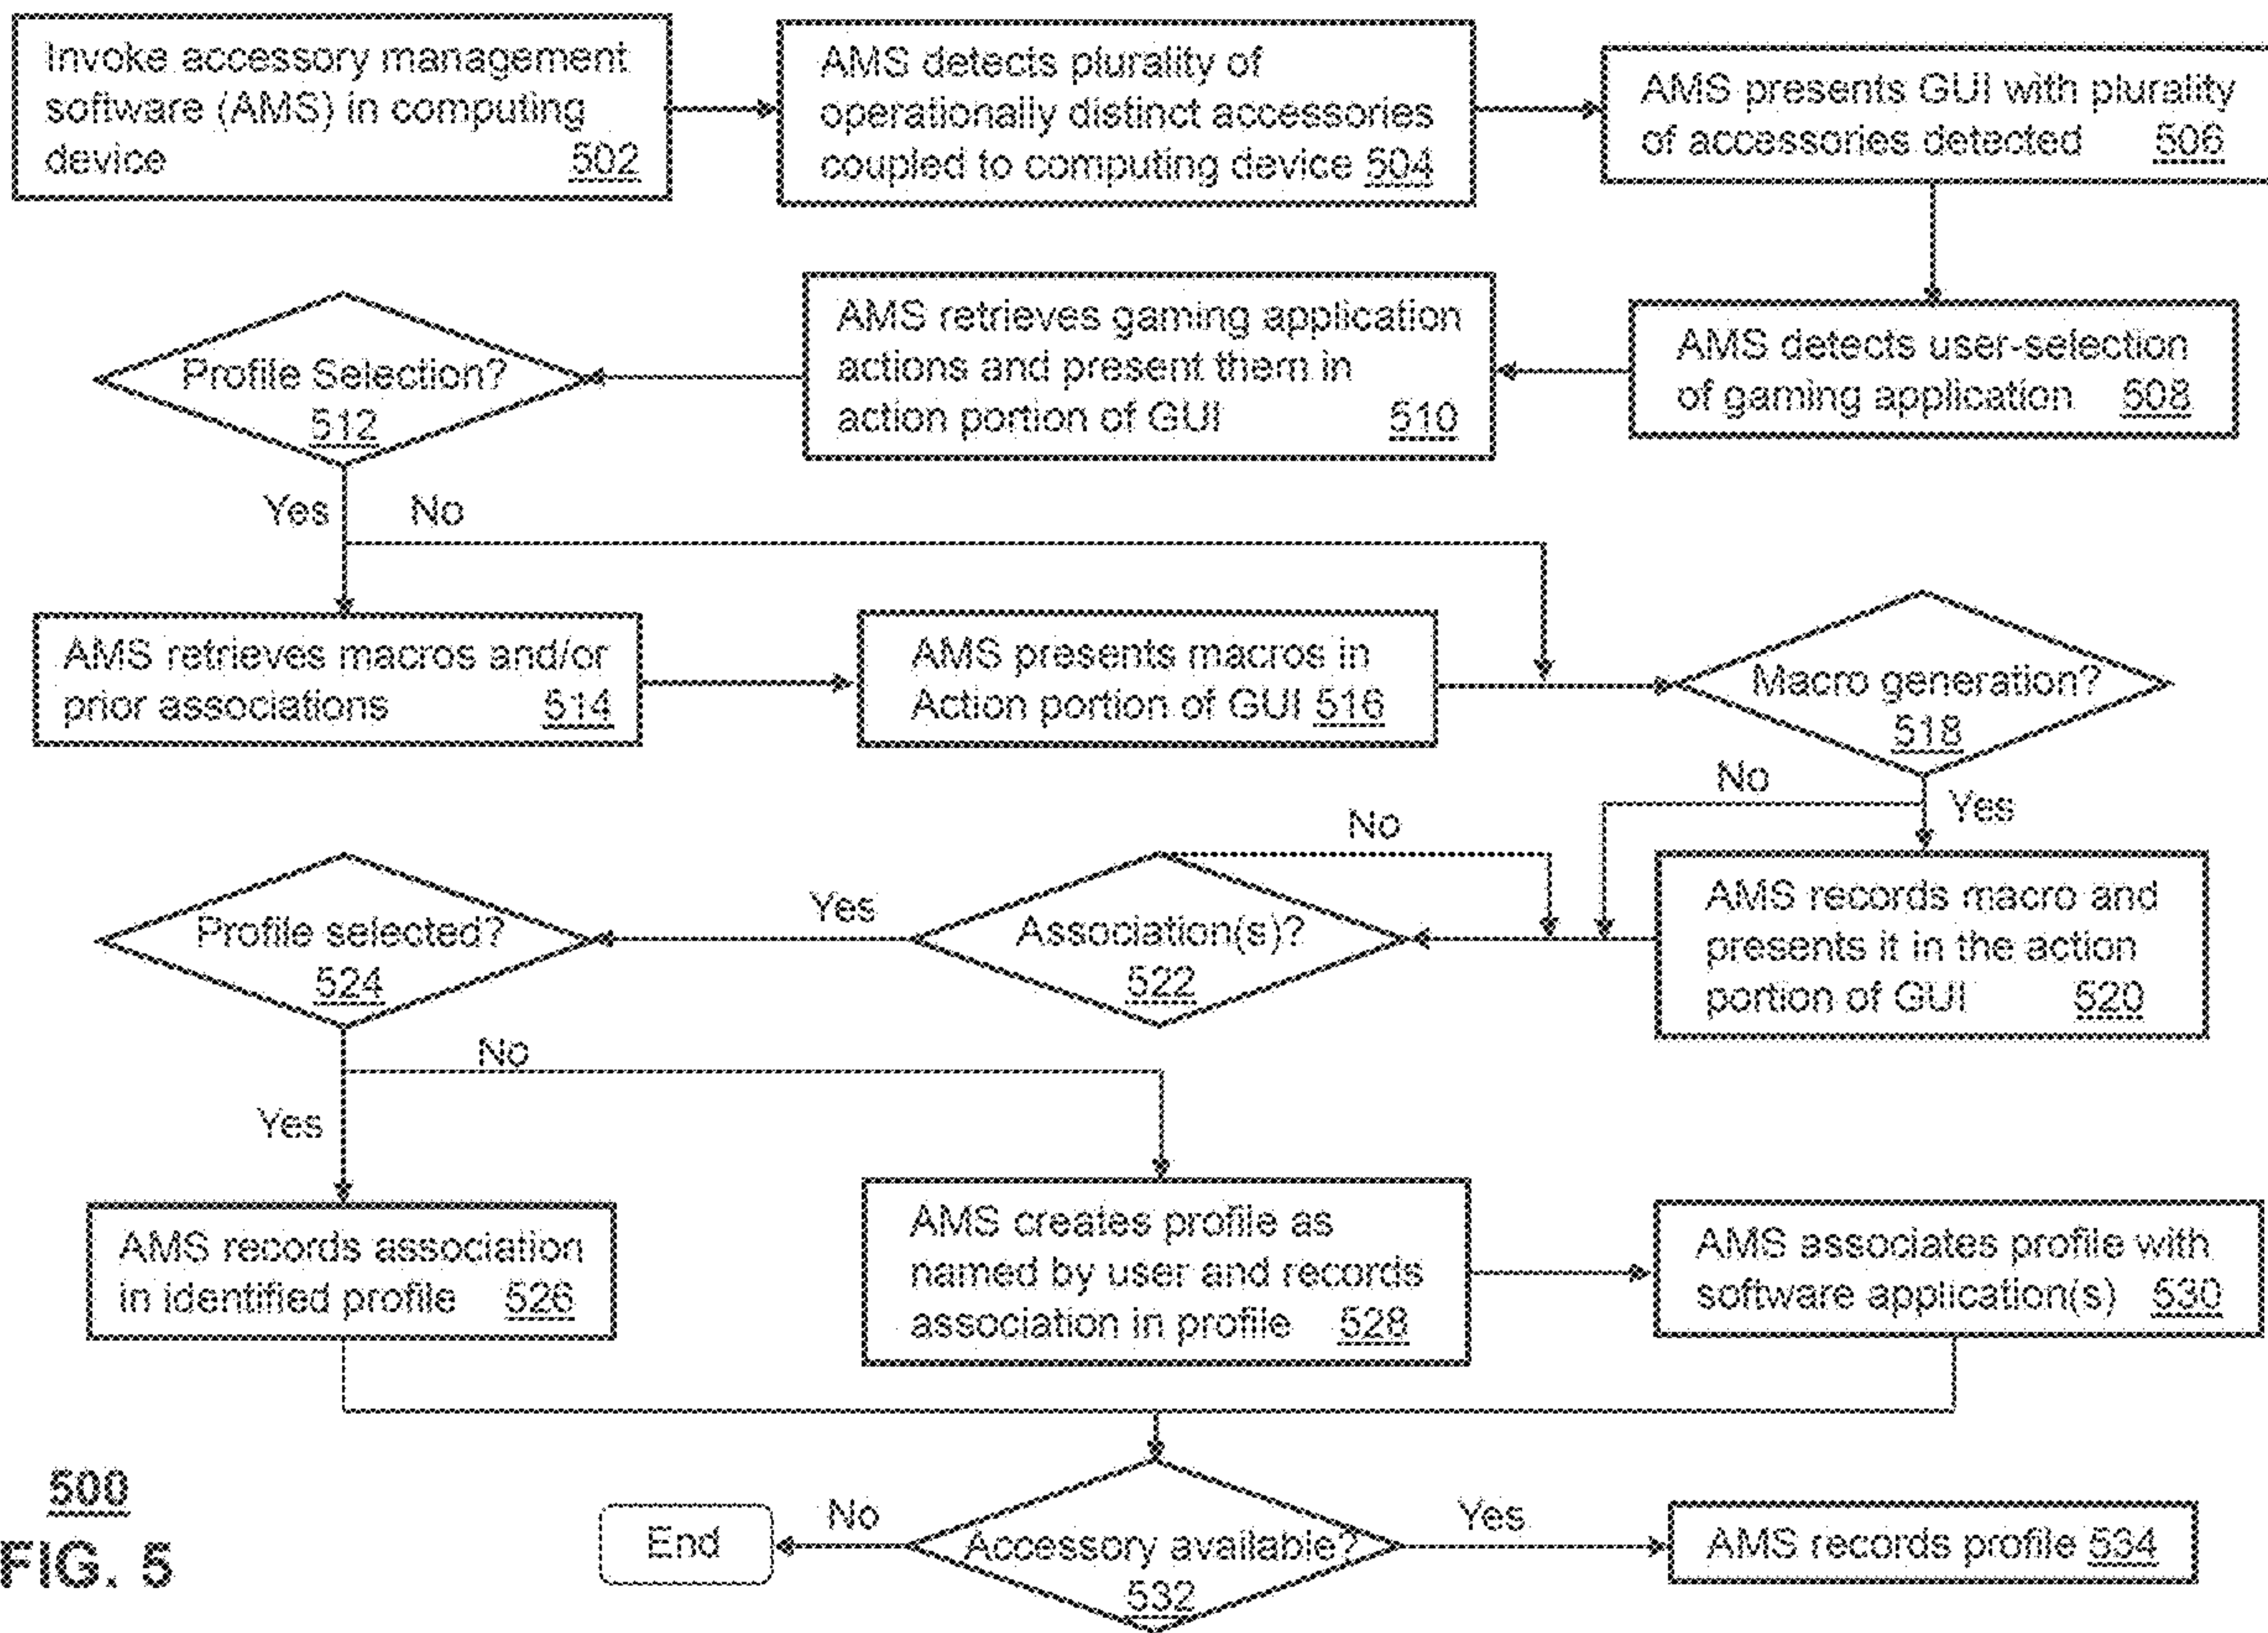 Invoke accessory management
software (AMS) in computing
device 502
AMS detects plurality of
operationally distinct accessories
coupled to computing device 504
AMS presents GUI with plurality
of accessories detected 506
AMS detects user-selection
of gaming application 508
AMS retrieves gaming application
actions and present them in
action portion of GUI 510
Profile Selection?
512
Yes
No
AMS retrieves macros and/or
prior associations 514
AMS presents macros in
Action portion of GUI 516
Macro generation?
518
No
Yes
AMS records macro and
presents it in the action
portion of GUI 520
No
Association(s)?
522
Yes
Profile selected?
524
No
Yes
AMS records association
in identified profile 526
AMS creates profile as
named by user and records
association in profile 528
AMS associates profile with
software application(s) 530
Accessory available?
532
No
End
Yes
AMS records profile 534
500
FIG. 5